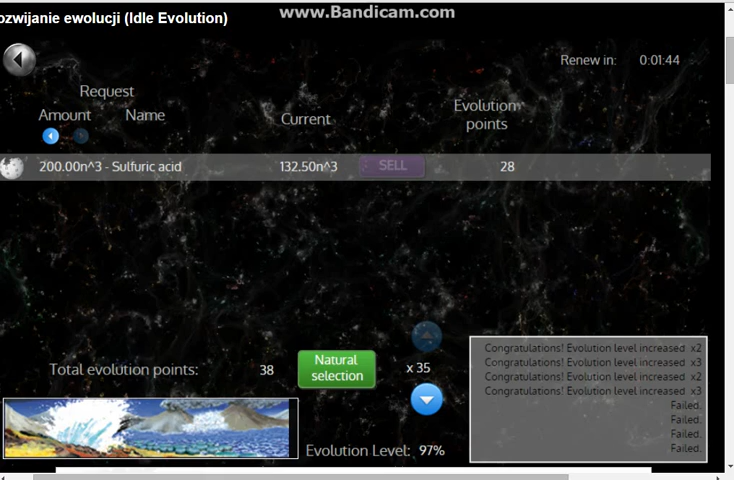 www.Bandicam.com
ozwijanie ewolucji (Idle Evolution)
Renew in: 0:01:44
Request
Amount Name Current Evolution points
200.00n^3 - Sulfuric acid 132.50n^3 SELL 28
Total evolution points: 38 Natural selection x 35
Evolution Level: 97%
Congratulations! Evolution level increased x2
Congratulations! Evolution level increased x3
Congratulations! Evolution level increased x2
Congratulations! Evolution level increased x3
Failed.
Failed.
Failed.
Failed.